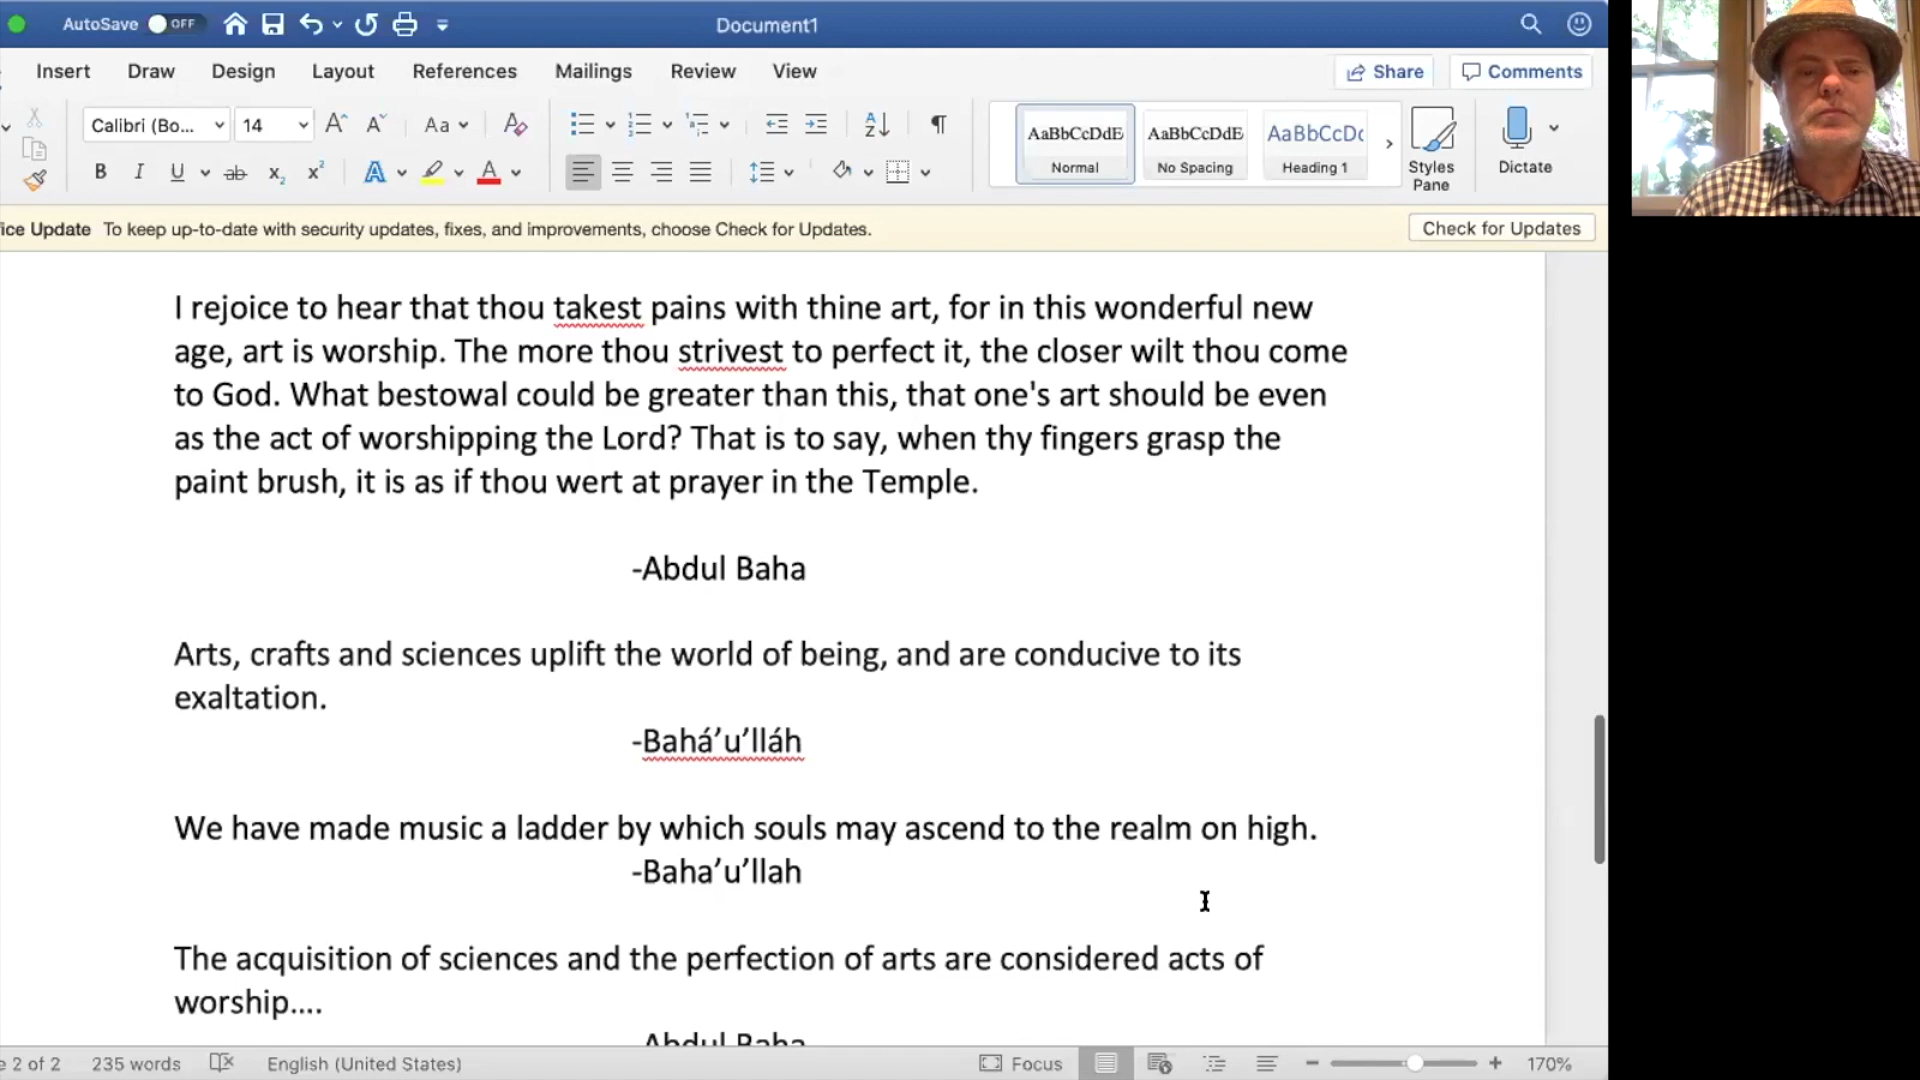 AutoSave OFF Document1
Insert Draw Design Layout References Mailings Review View Share Comments
Calibri (Bo... 14 Aa AaBbCcDdE AaBbCcDdE AaBbCcDc
Normal No Spacing Heading 1 Styles Pane Dictate
B I U ab x₂ x² A A
ice Update To keep up-to-date with security updates, fixes, and improvements, choose Check for Updates. Check for Updates
I rejoice to hear that thou takest pains with thine art, for in this wonderful new
age, art is worship. The more thou strivest to perfect it, the closer wilt thou come
to God. What bestowal could be greater than this, that one's art should be even
as the act of worshipping the Lord? That is to say, when thy fingers grasp the
paint brush, it is as if thou wert at prayer in the Temple.
-Abdul Baha
Arts, crafts and sciences uplift the world of being, and are conducive to its
exaltation.
-Bahá’u’lláh
We have made music a ladder by which souls may ascend to the realm on high.
-Baha’u’llah
The acquisition of sciences and the perfection of arts are considered acts of
worship....
Abdul Baha
e 2 of 2 235 words English (United States) Focus 170%